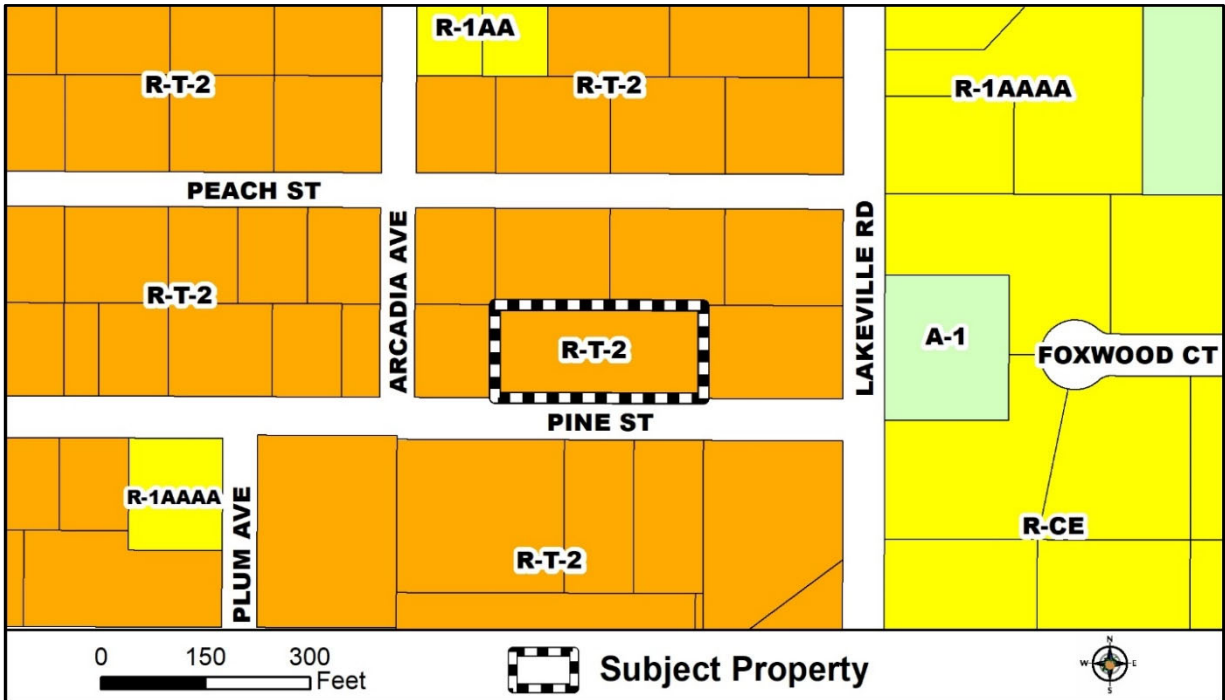 R-1AA
R-T-2
R-T-2
R-1AAAA
PEACH ST
ARCADIA AVE
LAKEVILLE RD
R-T-2
R-T-2
A-1
FOXWOOD CT
PINE ST
R-1AAAA
PLUM AVE
R-T-2
R-CE
0 150 300
Feet
Subject Property
N
W E
S